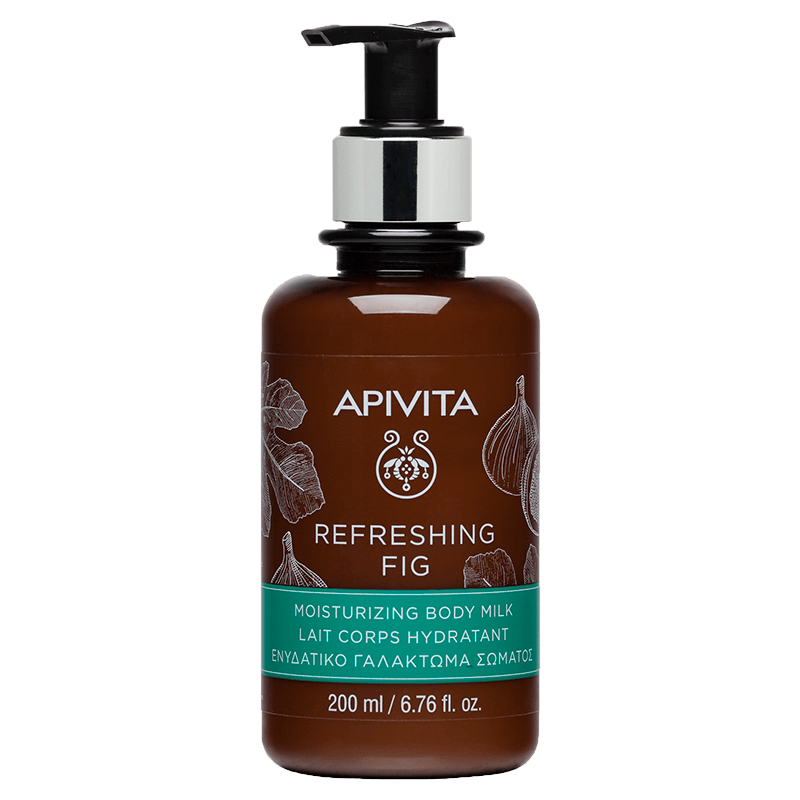 APIVITA
REFRESHING
FIG
MOISTURIZING BODY MILK
LAIT CORPS HYDRATANT
ΕΝΥΔΑΤΙΚΟ ΓΑΛΑΚΤΩΜΑ ΣΩΜΑΤΟΣ
200 ml / 6.76 fl. oz.